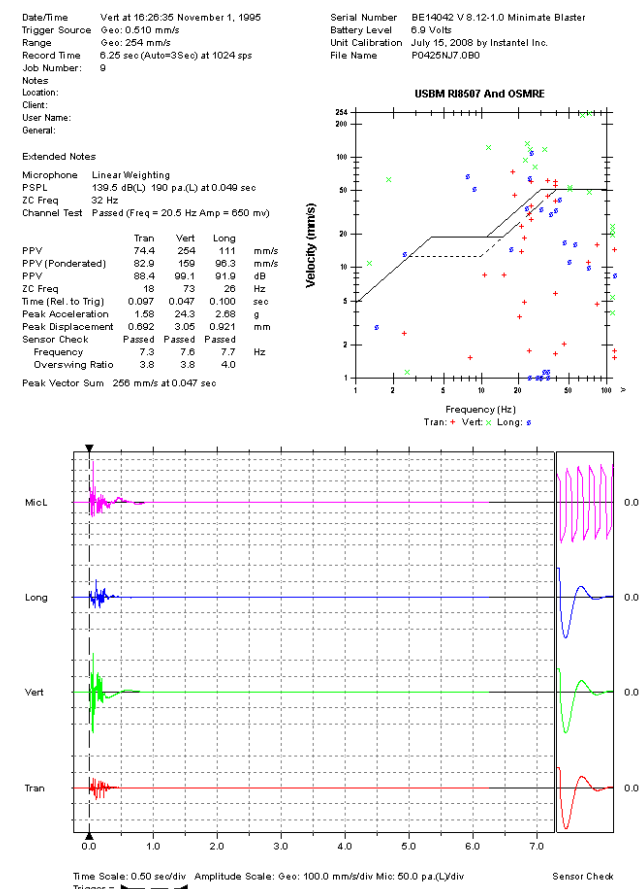 Date/Time Vert at 16:26:35 November 1, 1995
Trigger Source Geo: 0.510 mm/s
Range Geo: 254 mm/s
Record Time 6.25 sec (Auto=3Sec) at 1024 sps
Job Number: 9
Notes
Location:
Client:
User Name:
General:
Serial Number BE14042 V 8.12-1.0 Minimate Blaster
Battery Level 6.9 Volts
Unit Calibration July 15, 2008 by Instantel Inc.
File Name P0425NJ7.0B0
Extended Notes
Microphone Linear Weighting
PSPL 139.5 dB(L) 190 pa.(L) at 0.049 sec
ZC Freq 32 Hz
Channel Test Passed (Freq = 20.5 Hz Amp = 650 mv)
Tran Vert Long
PPV 74.4 254 111 mm/s
PPV (Ponderated) 82.9 159 96.3 mm/s
PPV 88.4 99.1 91.9 dB
ZC Freq 18 73 26 Hz
Time (Rel. to Trig) 0.097 0.047 0.100 sec
Peak Acceleration 1.58 24.3 2.68 g
Peak Displacement 0.692 3.05 0.921 mm
Sensor Check Passed Passed Passed
Frequency 7.3 7.6 7.7 Hz
Overswing Ratio 3.8 3.8 4.0
Peak Vector Sum 256 mm/s at 0.047 sec
USBM RI8507 And OSMRE
254
200
100
50
20
10
5
2
1
Velocity (mm/s)
1 2 5 10 20 50 100 >
Frequency (Hz)
Tran: + Vert: × Long: ø
MicL 0.0
Long 0.0
Vert 0.0
Tran 0.0
0.0 1.0 2.0 3.0 4.0 5.0 6.0 7.0
Time Scale: 0.50 sec/div Amplitude Scale: Geo: 100.0 mm/s/div Mic: 50.0 pa.(L)/div Sensor Check
Trigger =